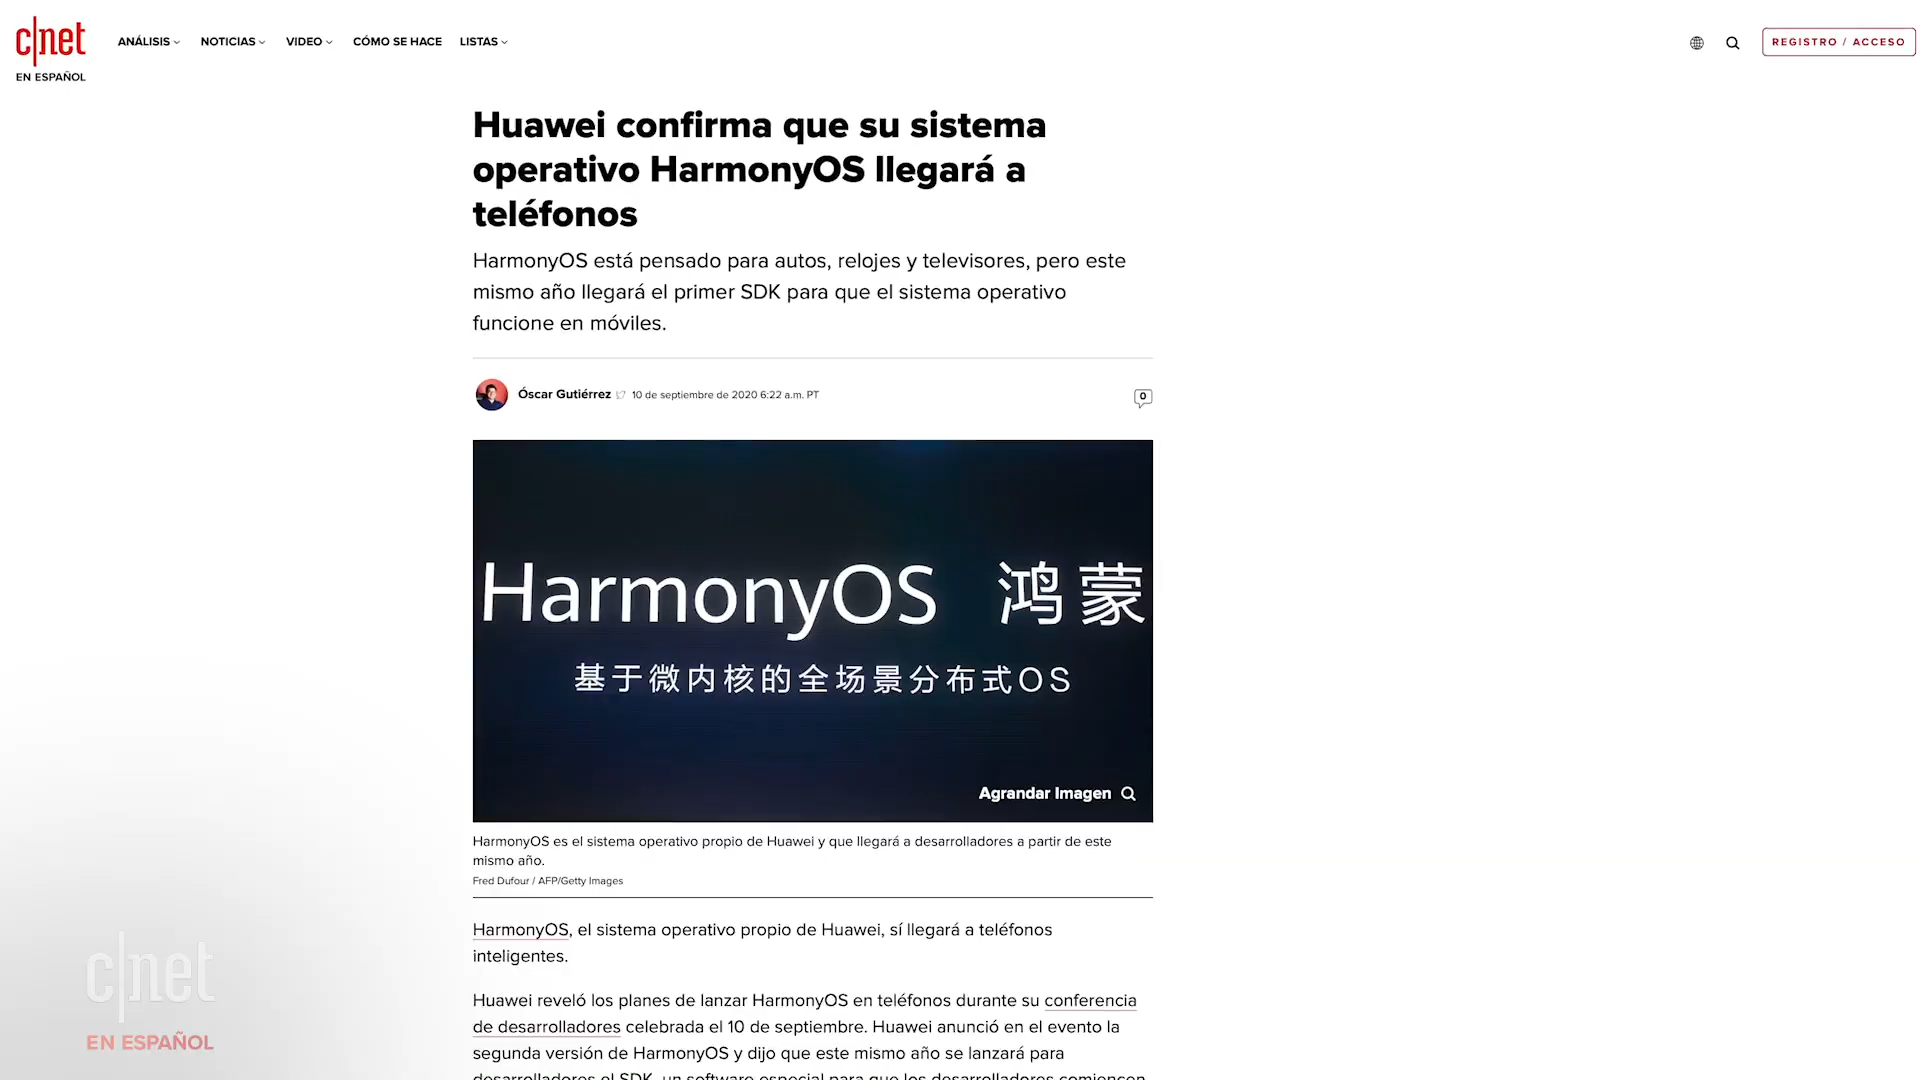 c|net
EN ESPAÑOL
ANÁLISIS
NOTICIAS
VIDEO
CÓMO SE HACE
LISTAS
REGISTRO / ACCESO
Huawei confirma que su sistema
operativo HarmonyOS llegará a
teléfonos
HarmonyOS está pensado para autos, relojes y televisores, pero este
mismo año llegará el primer SDK para que el sistema operativo
funcione en móviles.
Óscar Gutiérrez 10 de septiembre de 2020 6:22 a.m. PT
0
HarmonyOS 鸿蒙
基于微内核的全场景分布式OS
Agrandar Imagen
HarmonyOS es el sistema operativo propio de Huawei y que llegará a desarrolladores a partir de este
mismo año.
Fred Dufour / AFP/Getty Images
HarmonyOS, el sistema operativo propio de Huawei, sí llegará a teléfonos
inteligentes.
Huawei reveló los planes de lanzar HarmonyOS en teléfonos durante su conferencia
de desarrolladores celebrada el 10 de septiembre. Huawei anunció en el evento la
segunda versión de HarmonyOS y dijo que este mismo año se lanzará para
desarrolladores el SDK, un software especial para que los desarrolladores comiencen
c|net
EN ESPAÑOL